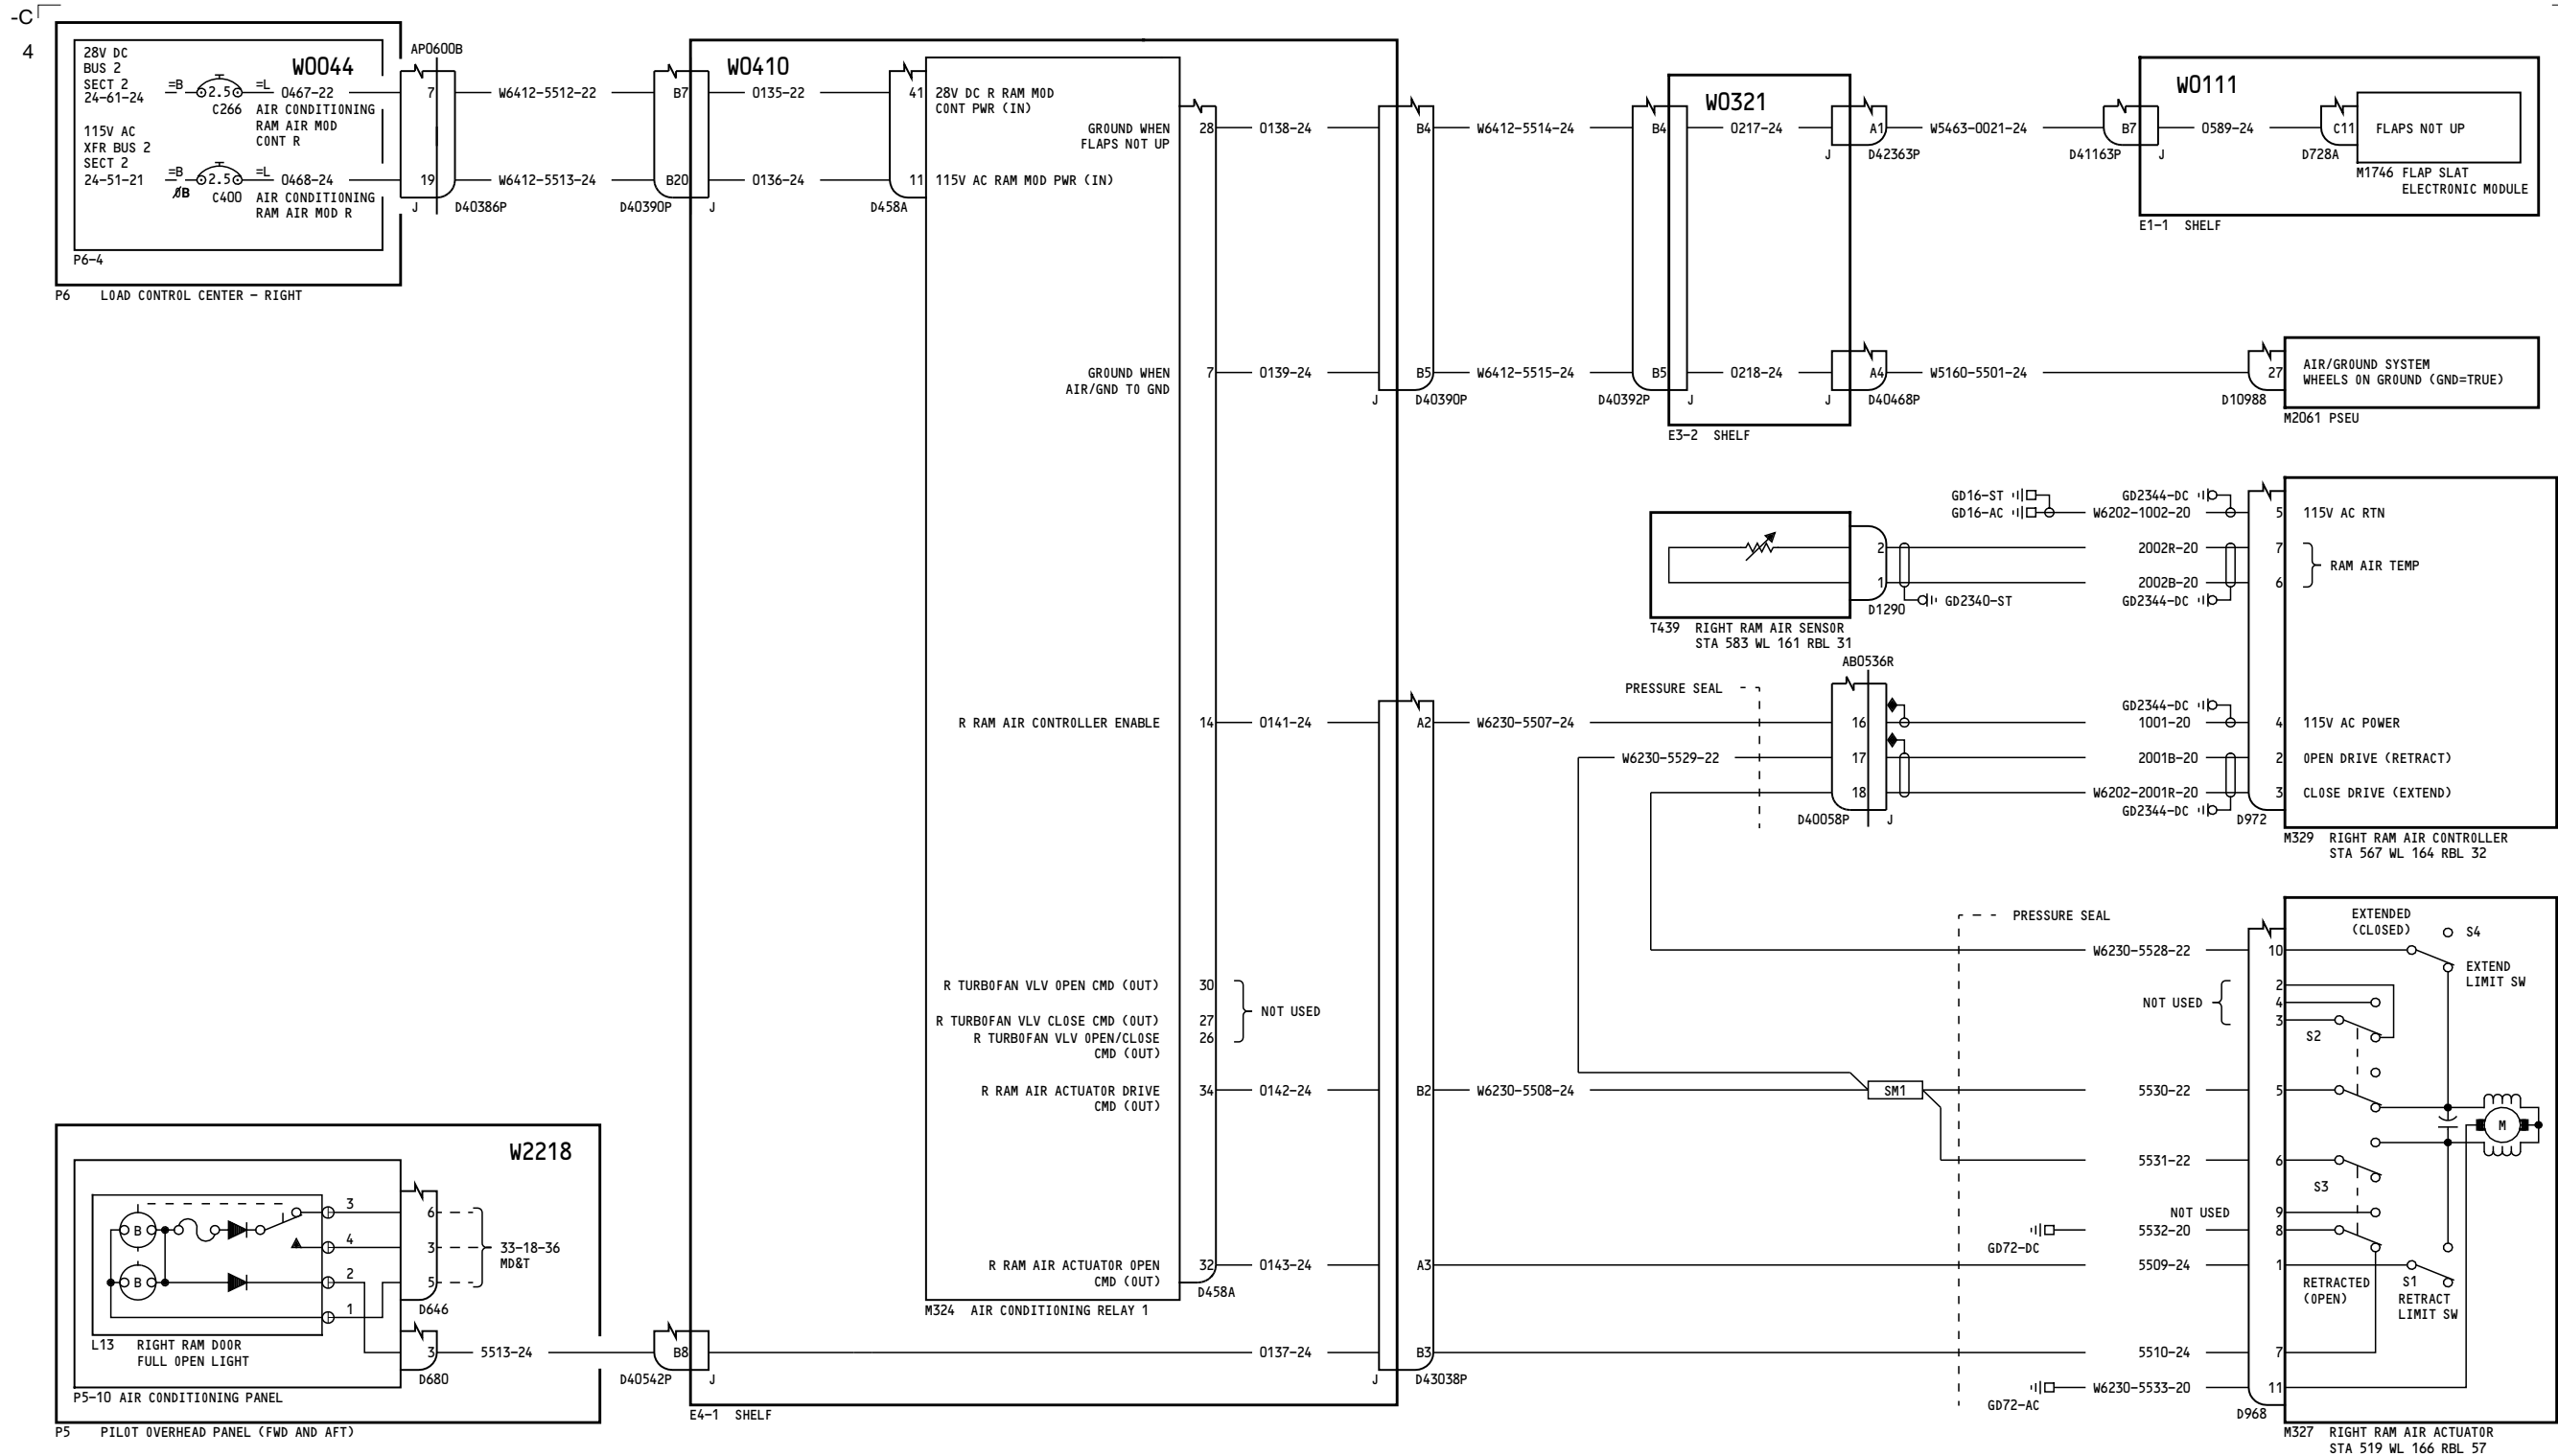 -C
4
28V DC
BUS 2
SECT 2
24-61-24
115V AC
XFR BUS 2
SECT 2
24-51-21
W0044
=B
2.5
=L
0467-22
C266
AIR CONDITIONING
RAM AIR MOD
CONT R
=B
ØB
2.5
=L
0468-24
C400
AIR CONDITIONING
RAM AIR MOD R
P6-4
P6 LOAD CONTROL CENTER - RIGHT
AP0600B
7
19
J
D40386P
W6412-5512-22
W6412-5513-24
B7
B20
D40390P
J
W0410
0135-22
0136-24
41
11
D458A
28V DC R RAM MOD
CONT PWR (IN)
GROUND WHEN
FLAPS NOT UP
28
0138-24
115V AC RAM MOD PWR (IN)
GROUND WHEN
AIR/GND TO GND
7
0139-24
B4
B5
J
D40390P
W6412-5514-24
W6412-5515-24
B4
B5
D40392P
J
W0321
0217-24
0218-24
A1
J
D42363P
A4
J
D40468P
E3-2 SHELF
W5463-0021-24
W5160-5501-24
B7
D41163P
J
W0111
0589-24
C11
D728A
FLAPS NOT UP
M1746 FLAP SLAT
ELECTRONIC MODULE
E1-1 SHELF
27
D10988
AIR/GROUND SYSTEM
WHEELS ON GROUND (GND=TRUE)
M2061 PSEU
GD16-ST
GD16-AC
GD2344-DC
W6202-1002-20
5
115V AC RTN
2
2002R-20
7
RAM AIR TEMP
1
2002B-20
6
D1290
GD2340-ST
GD2344-DC
T439 RIGHT RAM AIR SENSOR
STA 583 WL 161 RBL 31
AB0536R
PRESSURE SEAL
R RAM AIR CONTROLLER ENABLE
14
0141-24
A2
W6230-5507-24
16
GD2344-DC
1001-20
4
115V AC POWER
W6230-5529-22
17
2001B-20
2
OPEN DRIVE (RETRACT)
18
W6202-2001R-20
3
CLOSE DRIVE (EXTEND)
GD2344-DC
D40058P
J
D972
M329 RIGHT RAM AIR CONTROLLER
STA 567 WL 164 RBL 32
PRESSURE SEAL
EXTENDED
(CLOSED)
S4
W6230-5528-22
10
EXTEND
LIMIT SW
R TURBOFAN VLV OPEN CMD (OUT)
30
R TURBOFAN VLV CLOSE CMD (OUT)
27
R TURBOFAN VLV OPEN/CLOSE
CMD (OUT)
26
NOT USED
NOT USED
2
4
3
S2
R RAM AIR ACTUATOR DRIVE
CMD (OUT)
34
0142-24
B2
W6230-5508-24
SM1
5530-22
5
M
5531-22
6
S3
NOT USED
9
GD72-DC
5532-20
8
R RAM AIR ACTUATOR OPEN
CMD (OUT)
32
0143-24
A3
5509-24
1
D458A
RETRACTED
(OPEN)
S1
RETRACT
LIMIT SW
M324 AIR CONDITIONING RELAY 1
0137-24
B3
5510-24
7
J
D43038P
GD72-AC
W6230-5533-20
11
D968
M327 RIGHT RAM AIR ACTUATOR
STA 519 WL 166 RBL 57
E4-1 SHELF
W2218
B
B
3
4
2
1
6
3
5
D646
33-18-36
MD&T
L13 RIGHT RAM DOOR
FULL OPEN LIGHT
3
D680
5513-24
B8
D40542P
J
P5-10 AIR CONDITIONING PANEL
P5 PILOT OVERHEAD PANEL (FWD AND AFT)